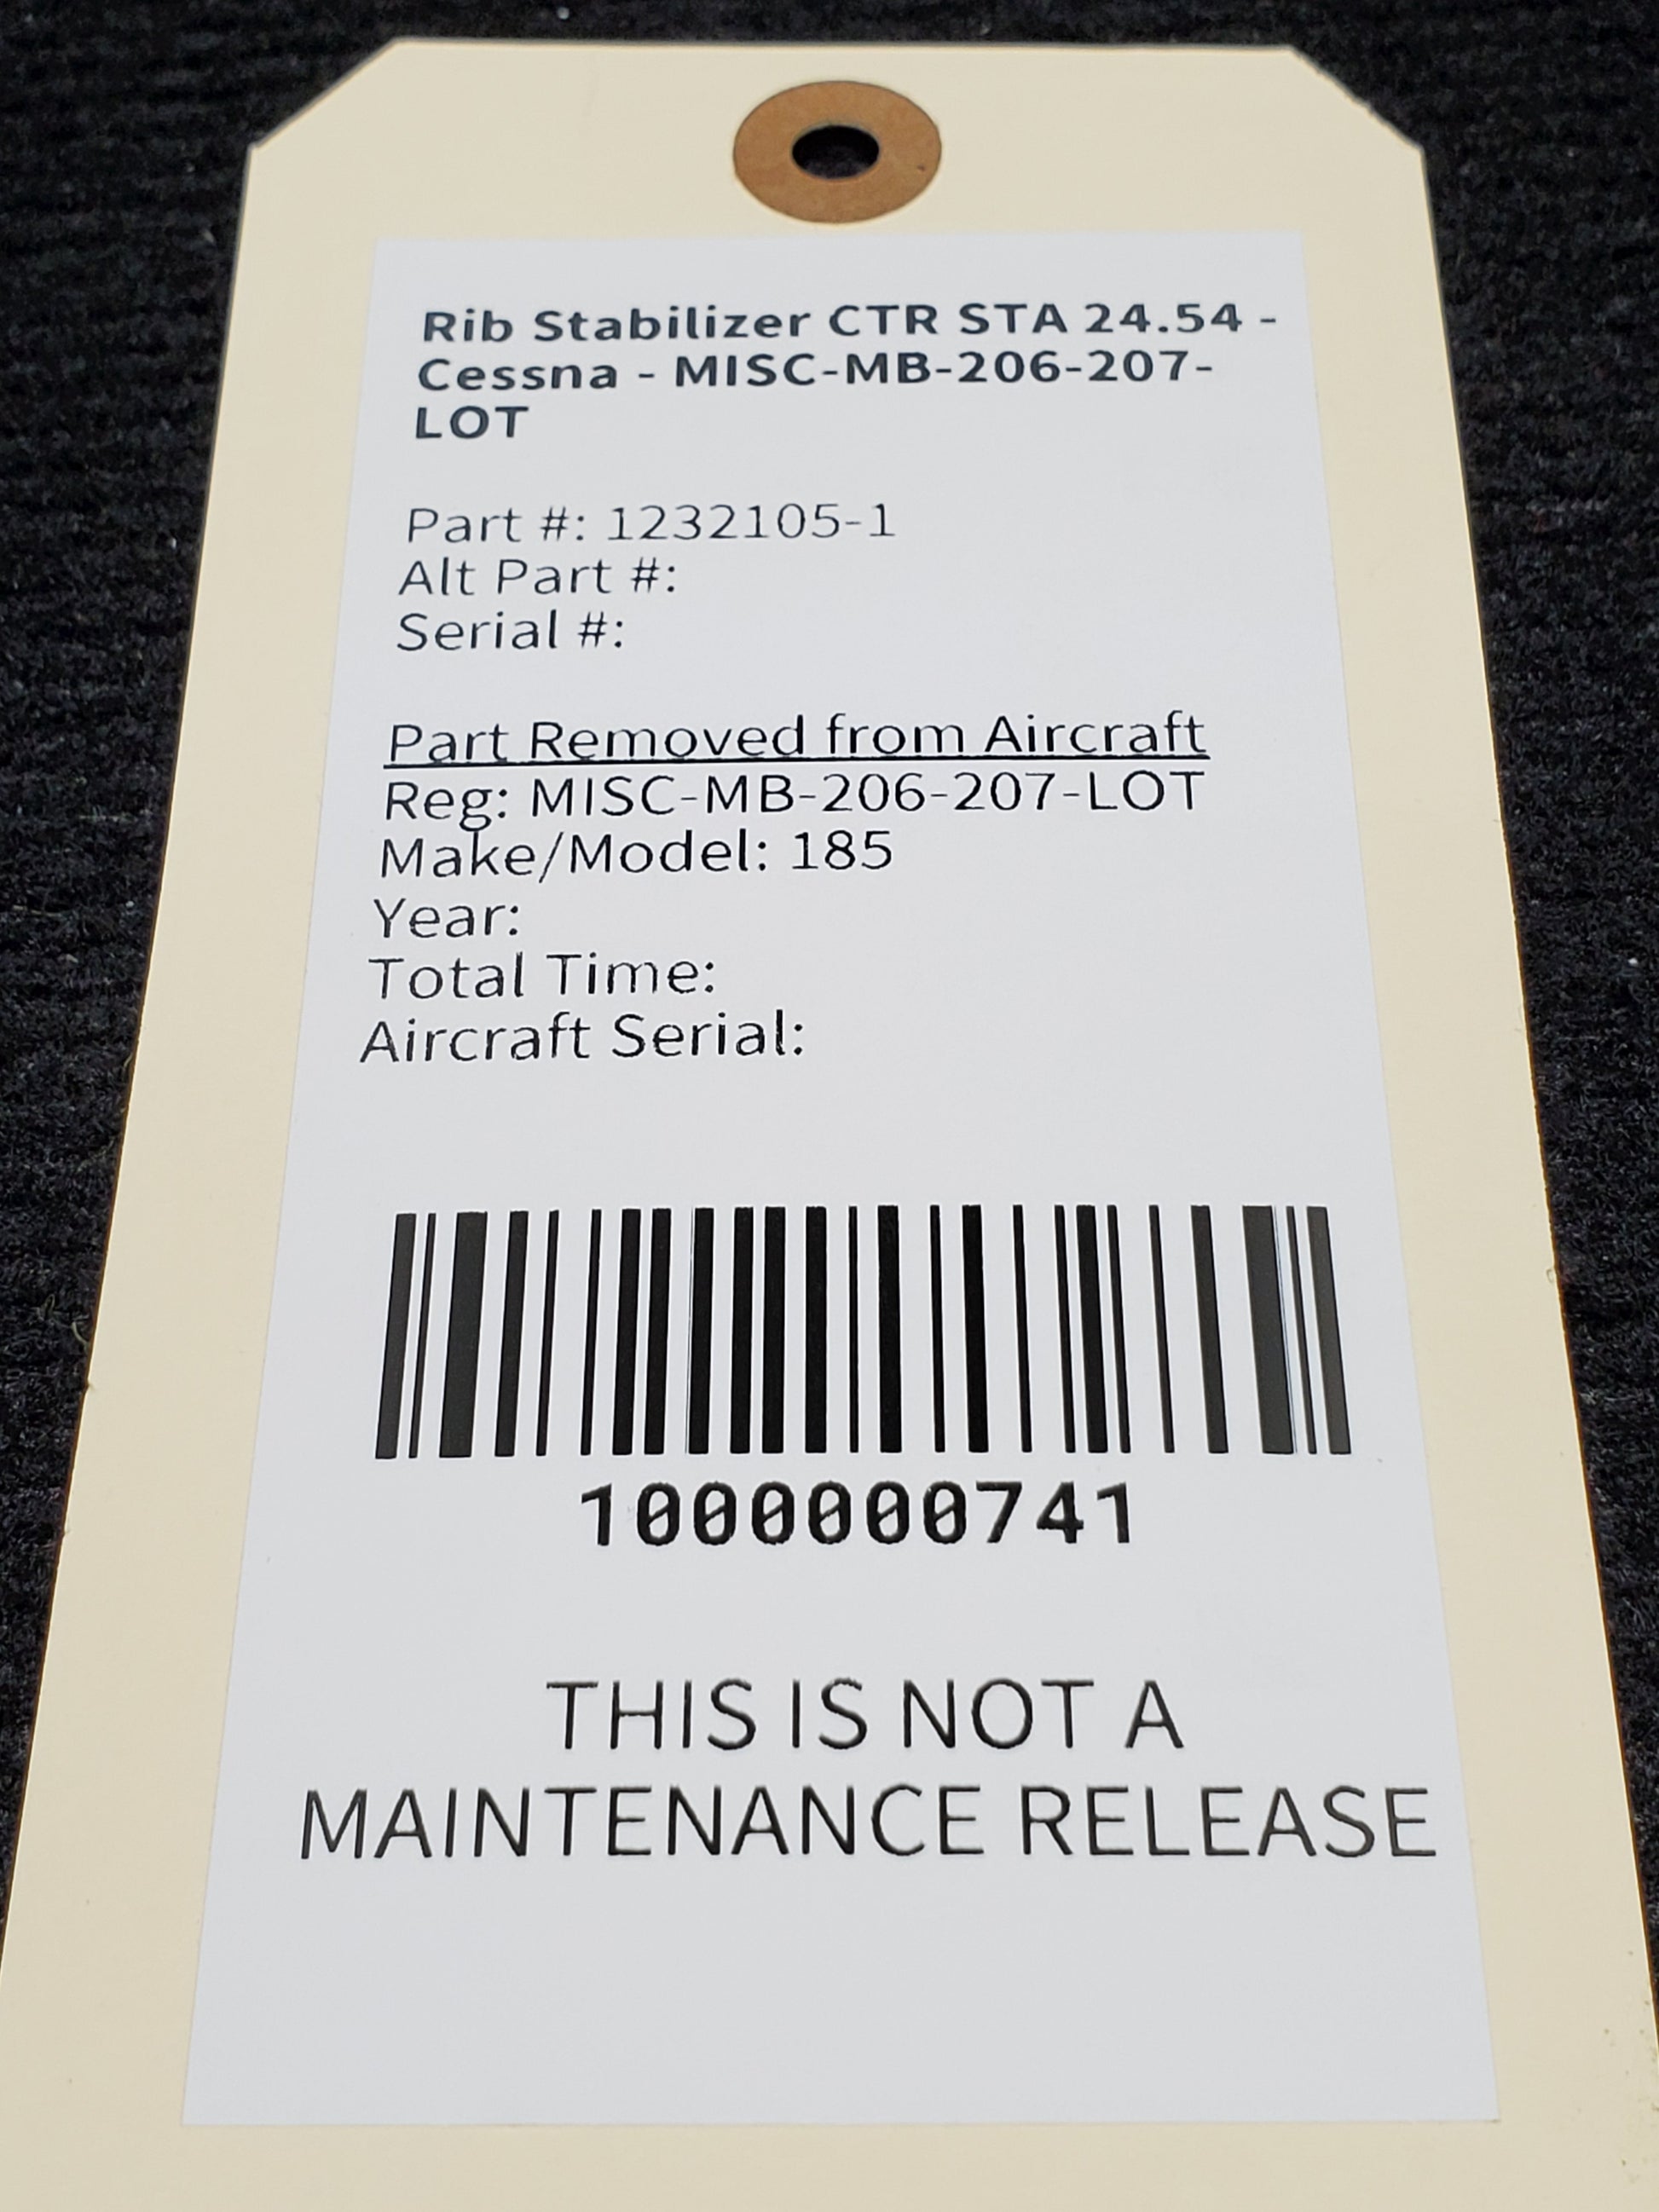 Rib Stabilizer CTR STA 24.54 -
Cessna - MISC-MB-206-207-
LOT
Part #: 1232105-1
Alt Part #:
Serial #:
Part Removed from Aircraft
Reg: MISC-MB-206-207-LOT
Make/Model: 185
Year:
Total Time:
Aircraft Serial:
1000000741
THIS IS NOT A
MAINTENANCE RELEASE